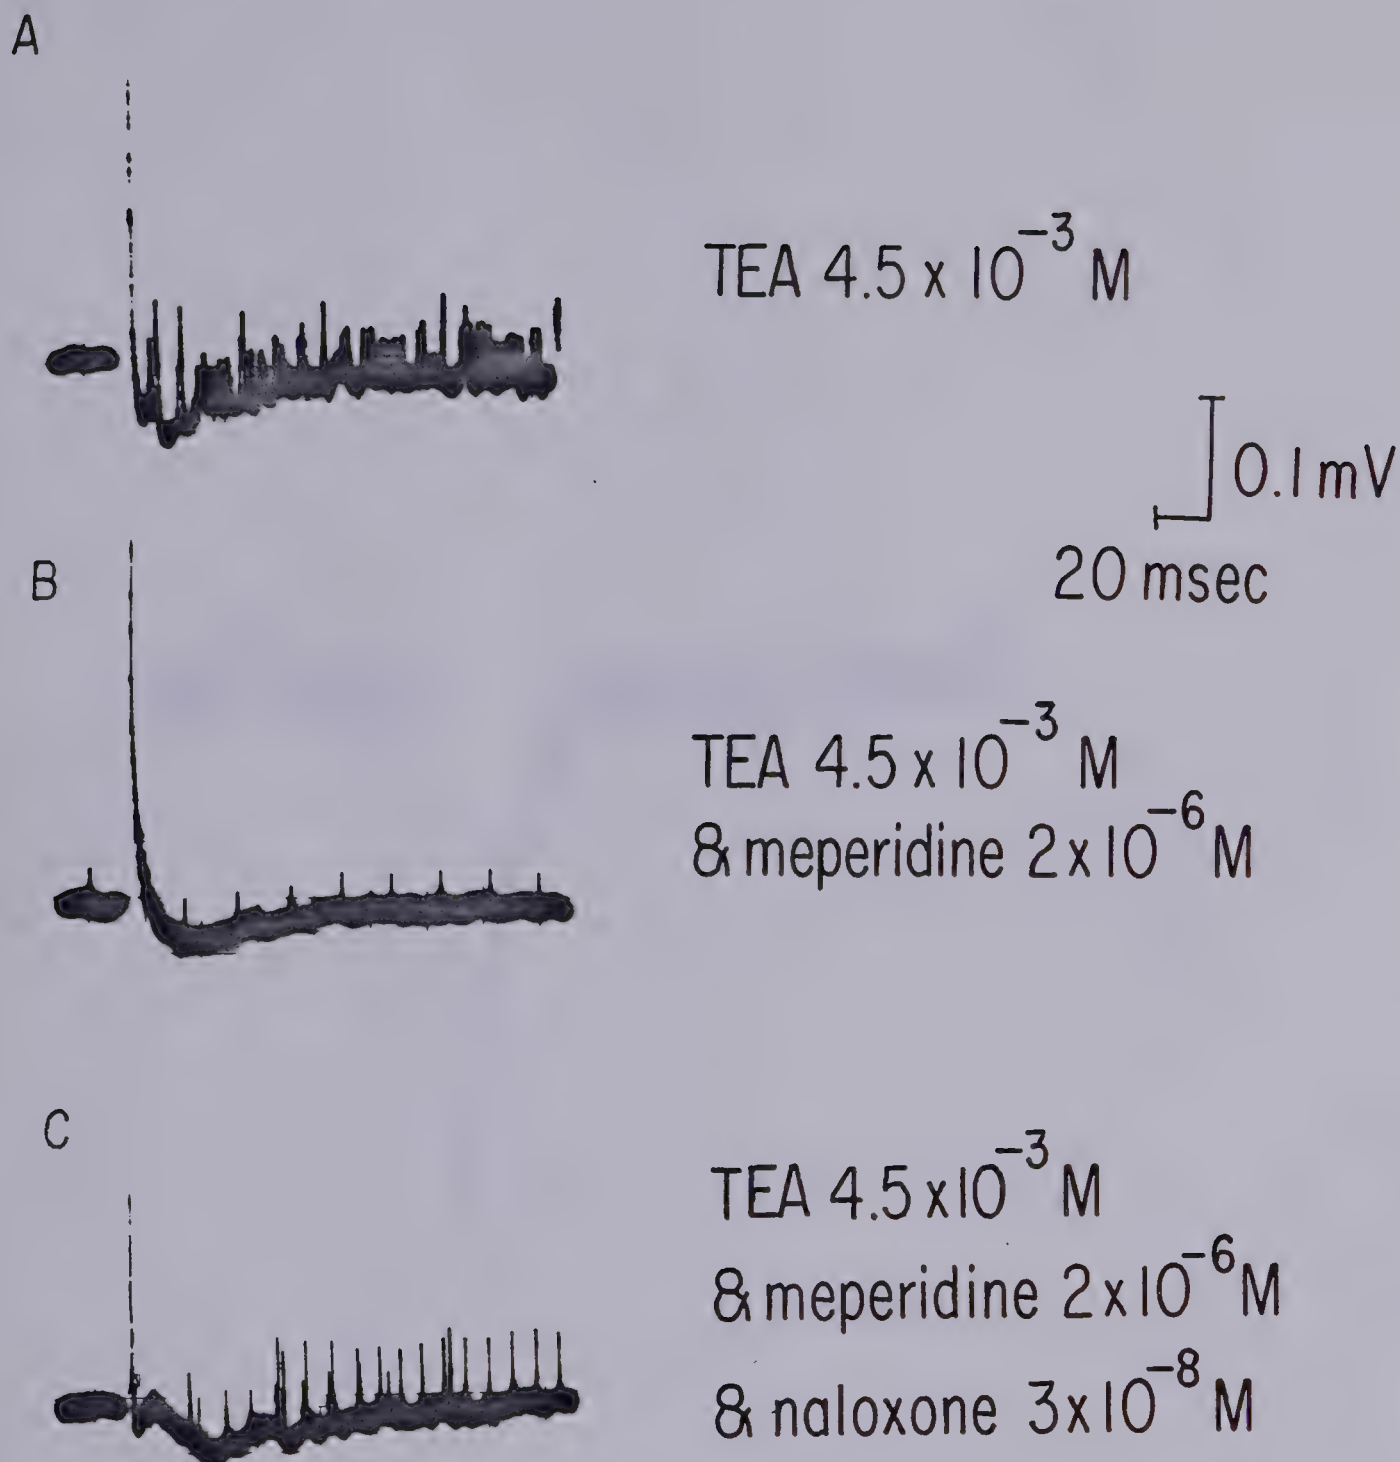 A
TEA 4.5 x 10⁻³ M
0.1 mV
20 msec
B
TEA 4.5 x 10⁻³ M
& meperidine 2 x 10⁻⁶ M
C
TEA 4.5 x 10⁻³ M
& meperidine 2 x 10⁻⁶ M
& naloxone 3 x 10⁻⁸ M